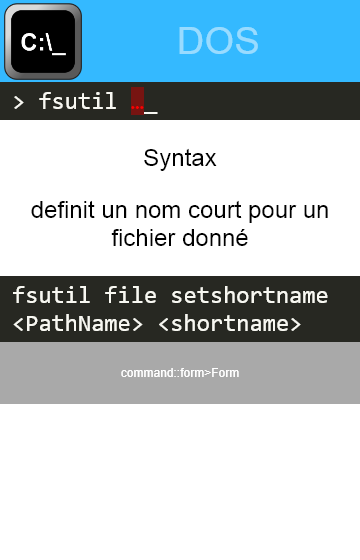 C:\_
DOS
> fsutil …_
Syntax
definit un nom court pour un
fichier donné
fsutil file setshortname
<PathName> <shortname>
command::form>Form